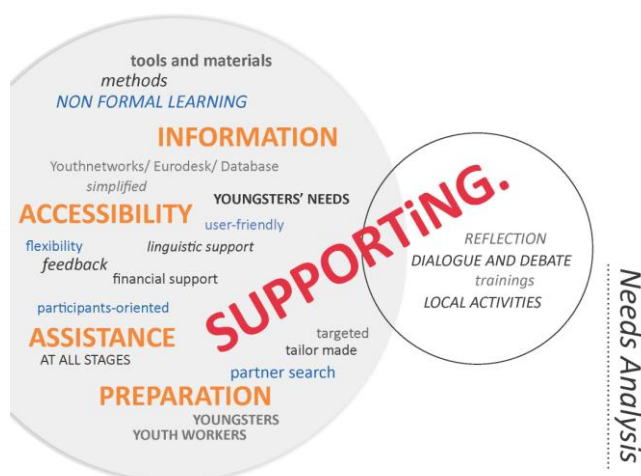 tools and materials
methods
NON FORMAL LEARNING
INFORMATION
Youthnetworks/ Eurodesk/ Database
simplified
YOUNGSTERS' NEEDS
ACCESSIBILITY
user-friendly
flexibility
linguistic support
feedback
financial support
participants-oriented
ASSISTANCE
AT ALL STAGES
targeted
tailor made
partner search
PREPARATION
YOUNGSTERS
YOUTH WORKERS
SUPPORTiNG.
REFLECTION
DIALOGUE AND DEBATE
trainings
LOCAL ACTIVITIES
Needs Analysis